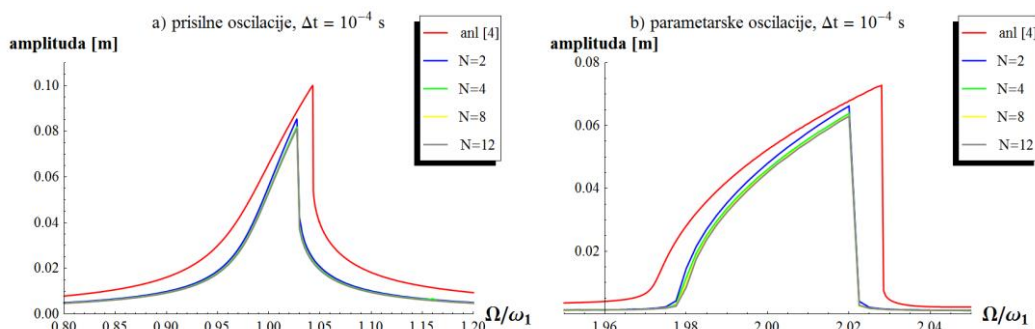 a) prisilne oscilacije, Δt = 10⁻⁴ s
amplituda [m]
anl [4]
N=2
N=4
N=8
N=12
0.10
0.08
0.06
0.04
0.02
0.00
0.80 0.85 0.90 0.95 1.00 1.05 1.10 1.15 1.20
Ω/ω₁
b) parametarske oscilacije, Δt = 10⁻⁴ s
amplituda [m]
anl [4]
N=2
N=4
N=8
N=12
0.08
0.06
0.04
0.02
1.96 1.98 2.00 2.02 2.04
Ω/ω₁